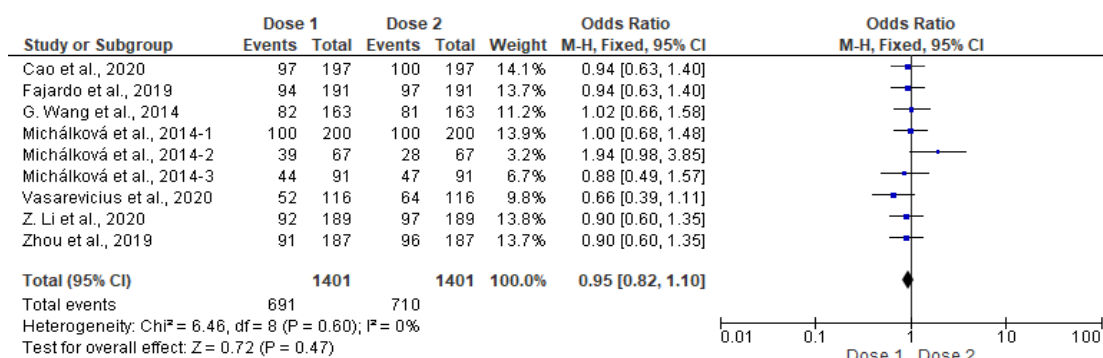 Dose 1 Dose 2 Odds Ratio Odds Ratio
Study or Subgroup Events Total Events Total Weight M-H, Fixed, 95% CI M-H, Fixed, 95% CI
Cao et al., 2020 97 197 100 197 14.1% 0.94 [0.63, 1.40]
Fajardo et al., 2019 94 191 97 191 13.7% 0.94 [0.63, 1.40]
G. Wang et al., 2014 82 163 81 163 11.2% 1.02 [0.66, 1.58]
Michálková et al., 2014-1 100 200 100 200 13.9% 1.00 [0.68, 1.48]
Michálková et al., 2014-2 39 67 28 67 3.2% 1.94 [0.98, 3.85]
Michálková et al., 2014-3 44 91 47 91 6.7% 0.88 [0.49, 1.57]
Vasarevicius et al., 2020 52 116 64 116 9.8% 0.66 [0.39, 1.11]
Z. Li et al., 2020 92 189 97 189 13.8% 0.90 [0.60, 1.35]
Zhou et al., 2019 91 187 96 187 13.7% 0.90 [0.60, 1.35]
Total (95% CI) 1401 1401 100.0% 0.95 [0.82, 1.10]
Total events 691 710
Heterogeneity: Chi² = 6.46, df = 8 (P = 0.60); I² = 0%
Test for overall effect: Z = 0.72 (P = 0.47)
0.01 0.1 1 10 100
Dose 1 Dose 2